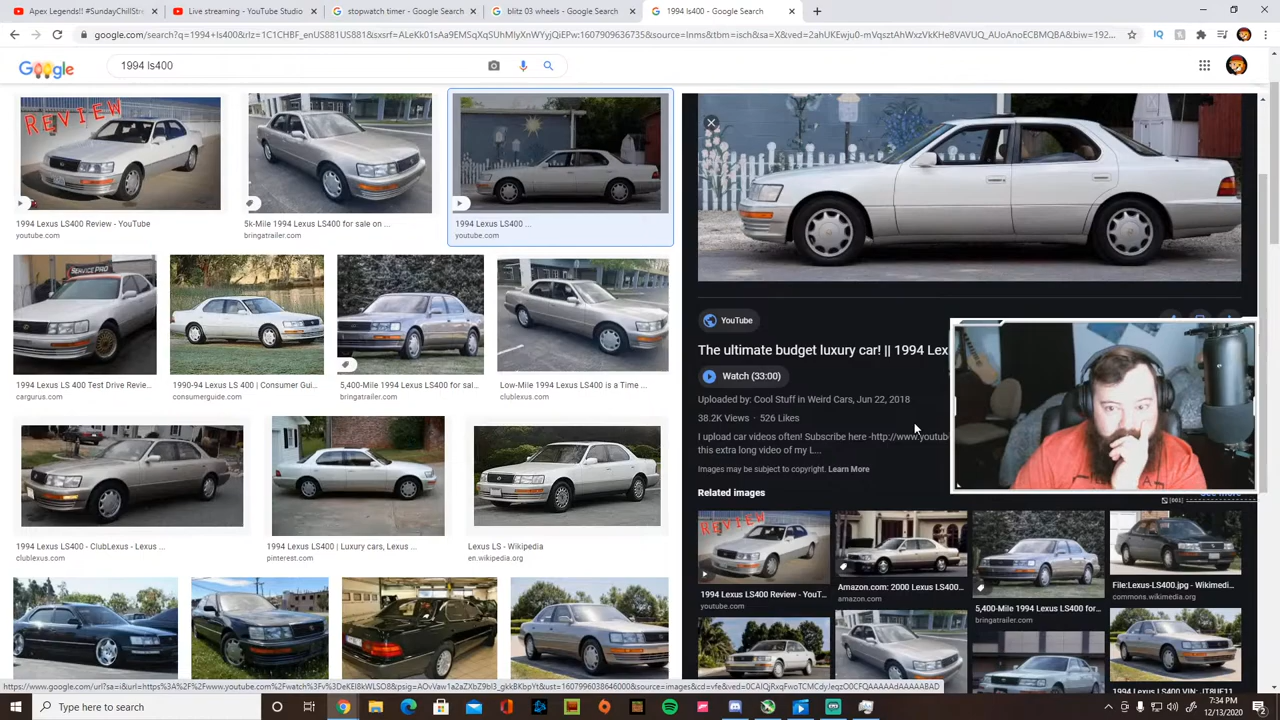 Apex Legends!! #SundayChillStre
Live streaming - YouTube Studio
stopwatch timer - Google Search
blitz 03 wheels - Google Search
1994 ls400 - Google Search
Google
1994 ls400
REVIEW
1994 Lexus LS400 Review - YouTube
youtube.com
5k-Mile 1994 Lexus LS400 for sale on ...
bringatrailer.com
1994 Lexus LS400 ...
youtube.com
SERVICE PRO
1994 Lexus LS 400 Test Drive Revie...
cargurus.com
1990-94 Lexus LS 400 | Consumer Gui...
consumerguide.com
5,400-Mile 1994 Lexus LS400 for sal...
bringatrailer.com
Low-Mile 1994 Lexus LS400 is a Time ...
clublexus.com
1994 Lexus LS400 - ClubLexus - Lexus ...
clublexus.com
1994 Lexus LS400 | Luxury cars, Lexus ...
pinterest.com
Lexus LS - Wikipedia
en.wikipedia.org
YouTube
The ultimate budget luxury car! || 1994 Lex
Watch (33:00)
Uploaded by: Cool Stuff in Weird Cars, Jun 22, 2018
38.2K Views · 526 Likes
I upload car videos often! Subscribe here -http://www.youtub
this extra long video of my L...
Images may be subject to copyright. Learn More
Related images
See more
REVIEW
1994 Lexus LS400 Review - YouT...
youtube.com
Amazon.com: 2000 Lexus LS400...
amazon.com
5,400-Mile 1994 Lexus LS400 for...
bringatrailer.com
File:Lexus-LS400.jpg - Wikimedi...
commons.wikimedia.org
Type here to search
7:34 PM
12/13/2020